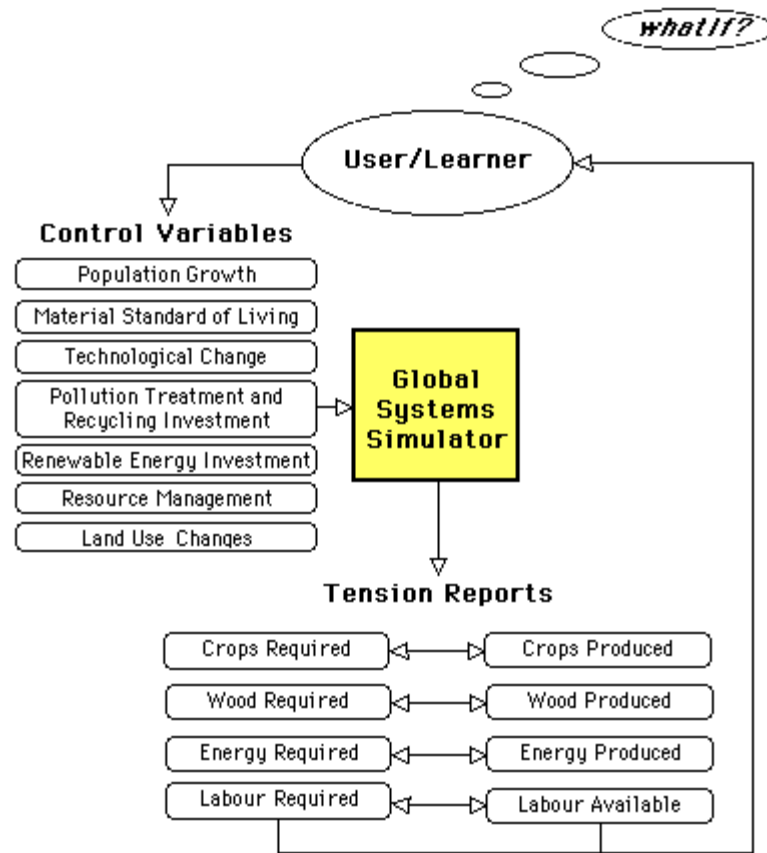 what if?
User/Learner
Control Variables
Population Growth
Material Standard of Living
Technological Change
Pollution Treatment and
Recycling Investment
Renewable Energy Investment
Resource Management
Land Use Changes
Global
Systems
Simulator
Tension Reports
Crops Required
Crops Produced
Wood Required
Wood Produced
Energy Required
Energy Produced
Labour Required
Labour Available